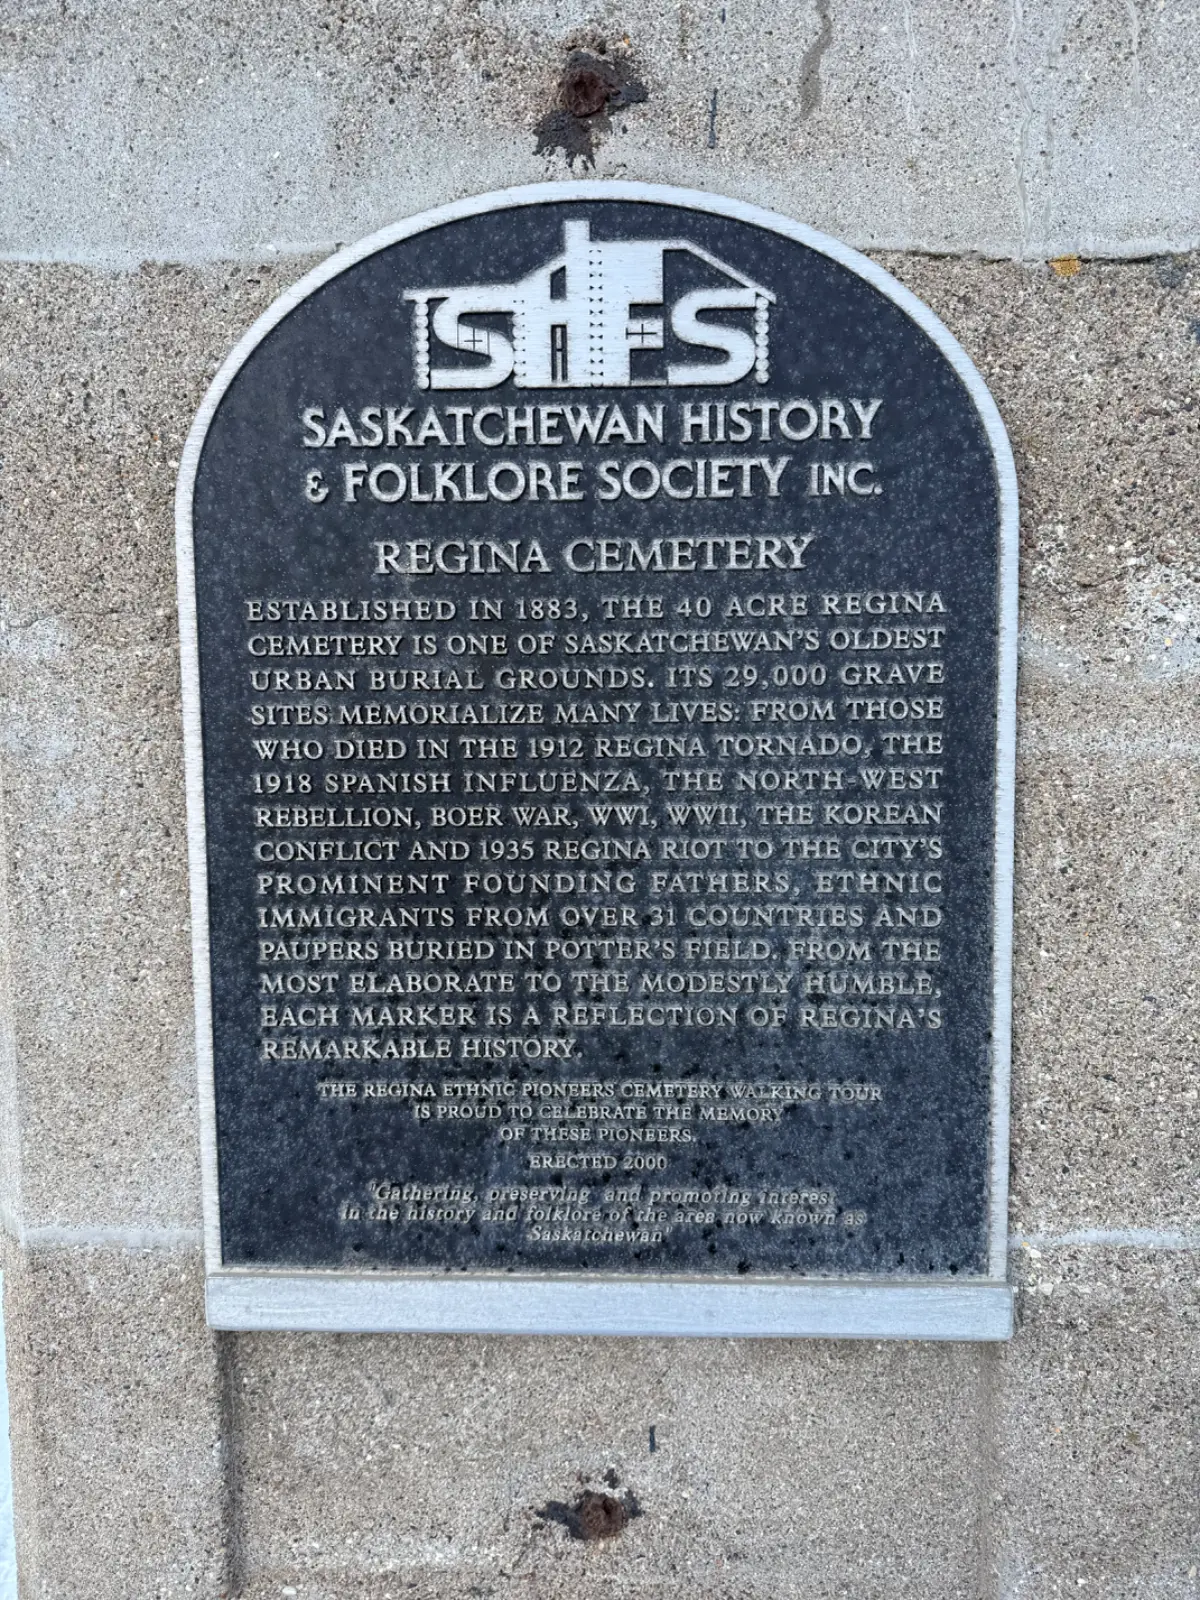 SHFS
SASKATCHEWAN HISTORY
& FOLKLORE SOCIETY INC.
REGINA CEMETERY
ESTABLISHED IN 1883, THE 40 ACRE REGINA
CEMETERY IS ONE OF SASKATCHEWAN'S OLDEST
URBAN BURIAL GROUNDS. ITS 29,000 GRAVE
SITES MEMORIALIZE MANY LIVES: FROM THOSE
WHO DIED IN THE 1912 REGINA TORNADO, THE
1918 SPANISH INFLUENZA, THE NORTH-WEST
REBELLION, BOER WAR, WWI, WWII, THE KOREAN
CONFLICT AND 1935 REGINA RIOT TO THE CITY'S
PROMINENT FOUNDING FATHERS, ETHNIC
IMMIGRANTS FROM OVER 31 COUNTRIES AND
PAUPERS BURIED IN POTTER'S FIELD. FROM THE
MOST ELABORATE TO THE MODESTLY HUMBLE,
EACH MARKER IS A REFLECTION OF REGINA'S
REMARKABLE HISTORY.
THE REGINA ETHNIC PIONEERS CEMETERY WALKING TOUR
IS PROUD TO CELEBRATE THE MEMORY
OF THESE PIONEERS.
ERECTED 2000
"Gathering, preserving and promoting interest
in the history and folklore of the area now known as
Saskatchewan"